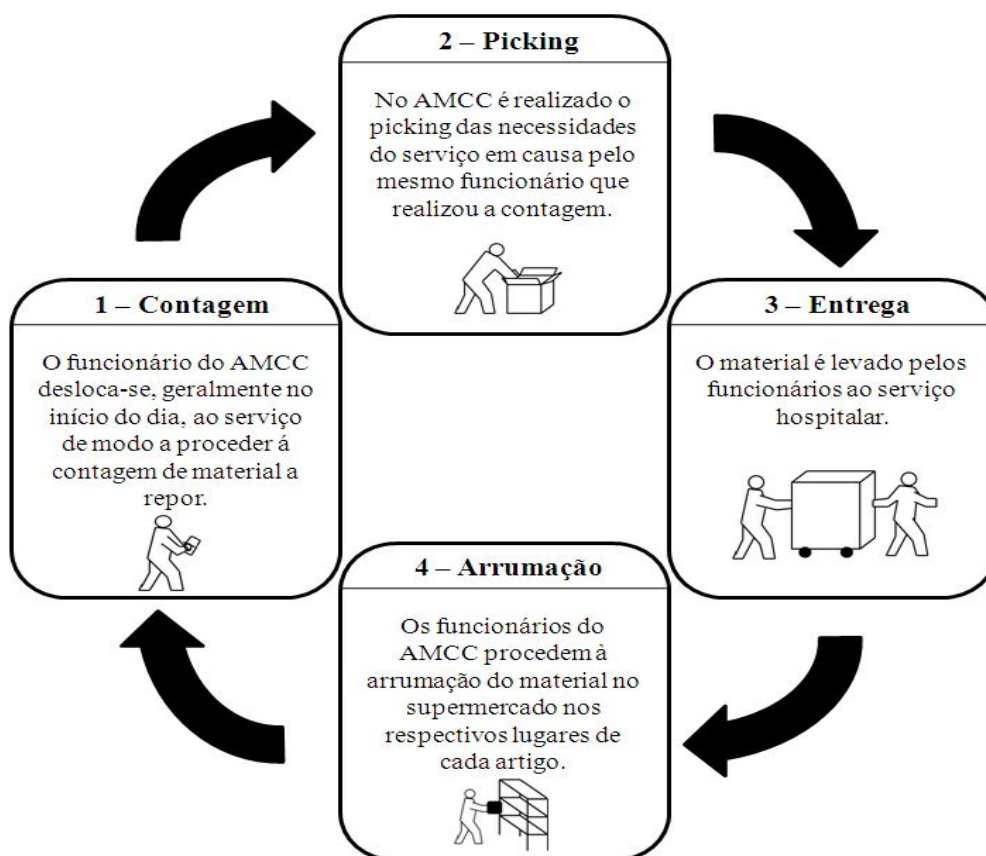 1 – Contagem
O funcionário do AMCC
desloca-se, geralmente no
início do dia, ao serviço
de modo a proceder á
contagem de material a
repor.
2 – Picking
No AMCC é realizado o
picking das necessidades
do serviço em causa pelo
mesmo funcionário que
realizou a contagem.
3 – Entrega
O material é levado pelos
funcionários ao serviço
hospitalar.
4 – Arrumação
Os funcionários do
AMCC procedem à
arrumação do material no
supermercado nos
respectivos lugares de
cada artigo.